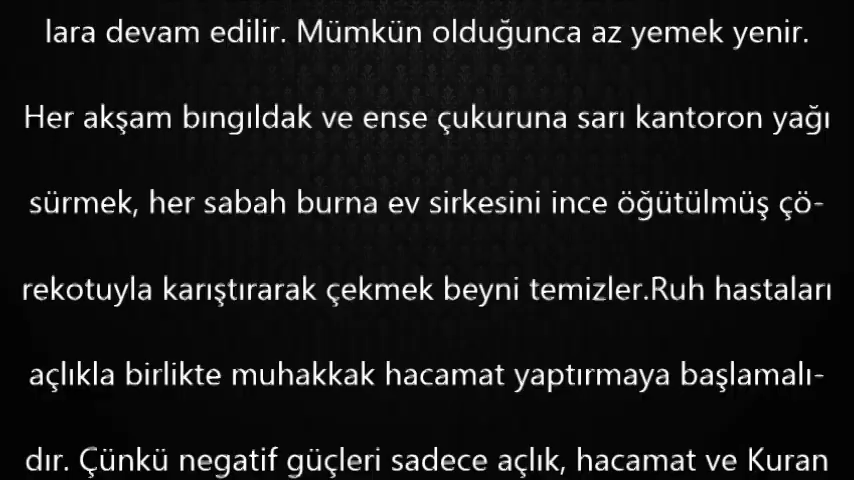 lara devam edilir. Mümkün olduğunca az yemek yenir.
Her akşam bıngıldak ve ense çukuruna sarı kantoron yağı
sürmek, her sabah burna ev sirkesini ince öğütülmüş çö-
rekotuyla karıştırarak çekmek beyni temizler.Ruh hastaları
açlıkla birlikte muhakkak hacamat yaptırmaya başlamalı-
dır. Çünkü negatif güçleri sadece açlık, hacamat ve Kuran